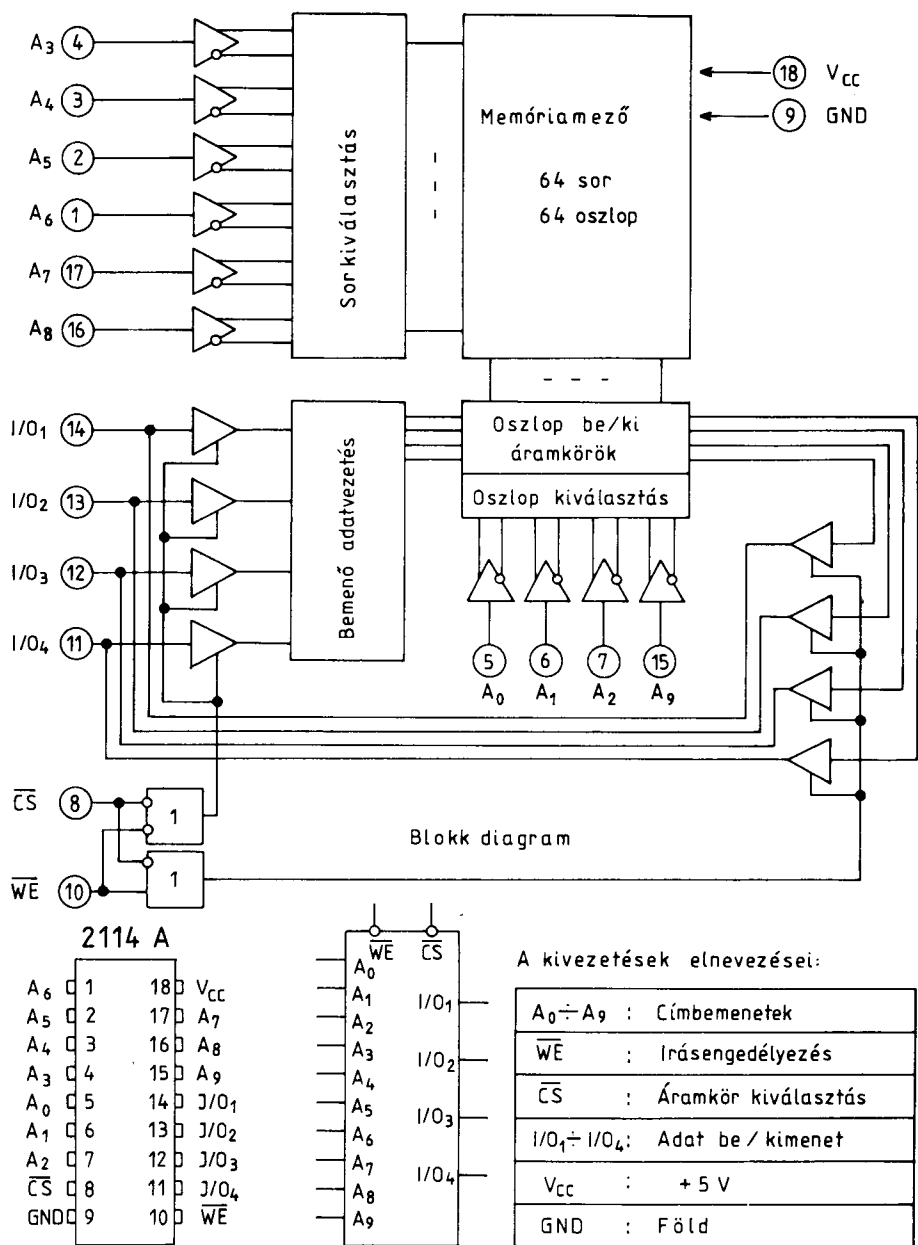 A3 4
A4 3
A5 2
A6 1
A7 17
A8 16
Sorkiválasztás
Memóriamező
64 sor
64 oszlop
18 VCC
9 GND
I/O1 14
I/O2 13
I/O3 12
I/O4 11
Bemenő adatvezetés
Oszlop be/ki
áramkörök
Oszlop kiválasztás
5 6 7 15
A0 A1 A2 A9
CS 8
1
WE 10
1
Blokk diagram
2114 A
A6 1 18 VCC
A5 2 17 A7
A4 3 16 A8
A3 4 15 A9
A0 5 14 I/O1
A1 6 13 I/O2
A2 7 12 I/O3
CS 8 11 I/O4
GND 9 10 WE
WE CS
A0
A1
A2
A3
A4
A5
A6
A7
A8
A9
I/O1
I/O2
I/O3
I/O4
A kivezetések elnevezései:
A0÷A9 : Címbemenetek
WE : Irásengedélyezés
CS : Áramkör kiválasztás
I/O1÷I/O4: Adat be / kimenet
VCC : +5 V
GND : Föld